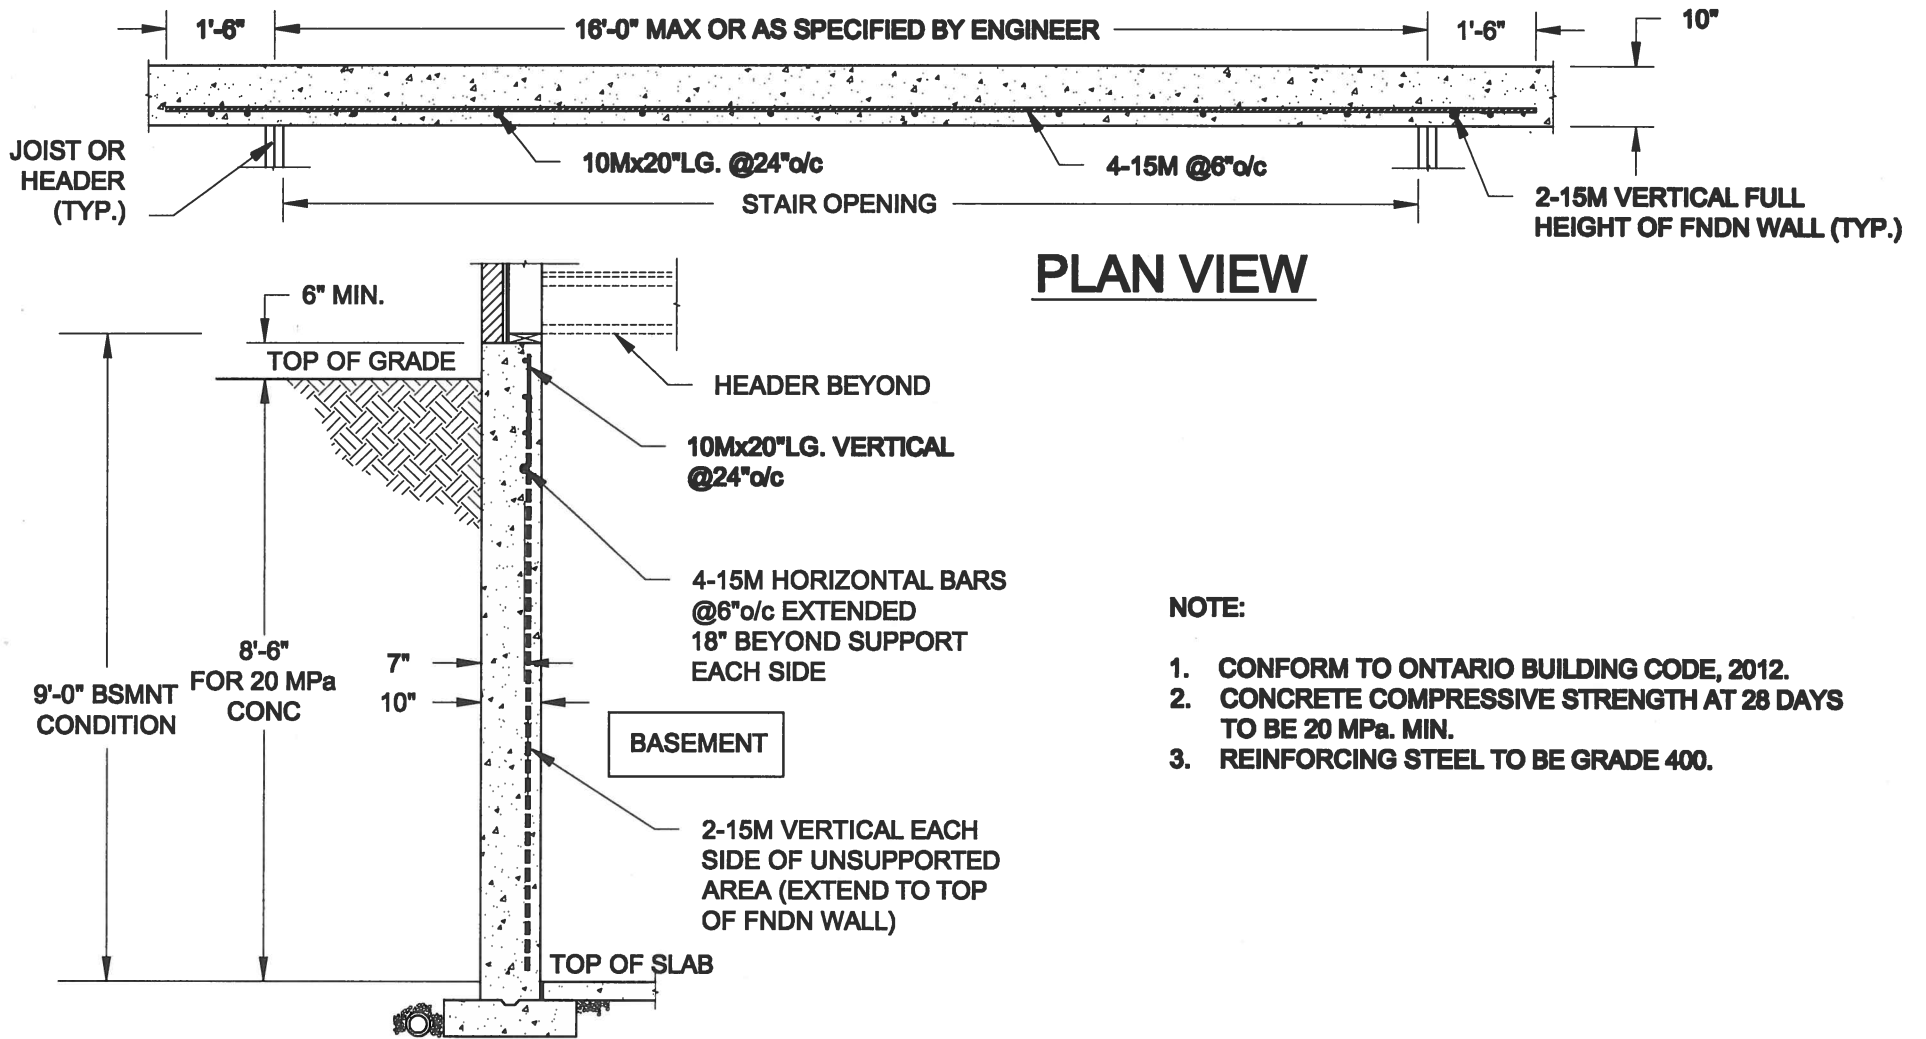 1'-6"
16'-0" MAX OR AS SPECIFIED BY ENGINEER
1'-6"
10"
JOIST OR
HEADER
(TYP.)
10Mx20"LG. @24"o/c
4-15M @6"o/c
STAIR OPENING
2-15M VERTICAL FULL
HEIGHT OF FNDN WALL (TYP.)
PLAN VIEW
6" MIN.
TOP OF GRADE
HEADER BEYOND
10Mx20"LG. VERTICAL
@24"o/c
4-15M HORIZONTAL BARS
@6"o/c EXTENDED
18" BEYOND SUPPORT
EACH SIDE
9'-0" BSMNT
CONDITION
8'-6"
FOR 20 MPa
CONC
7"
10"
BASEMENT
2-15M VERTICAL EACH
SIDE OF UNSUPPORTED
AREA (EXTEND TO TOP
OF FNDN WALL)
TOP OF SLAB
NOTE:
1. CONFORM TO ONTARIO BUILDING CODE, 2012.
2. CONCRETE COMPRESSIVE STRENGTH AT 28 DAYS
TO BE 20 MPa. MIN.
3. REINFORCING STEEL TO BE GRADE 400.